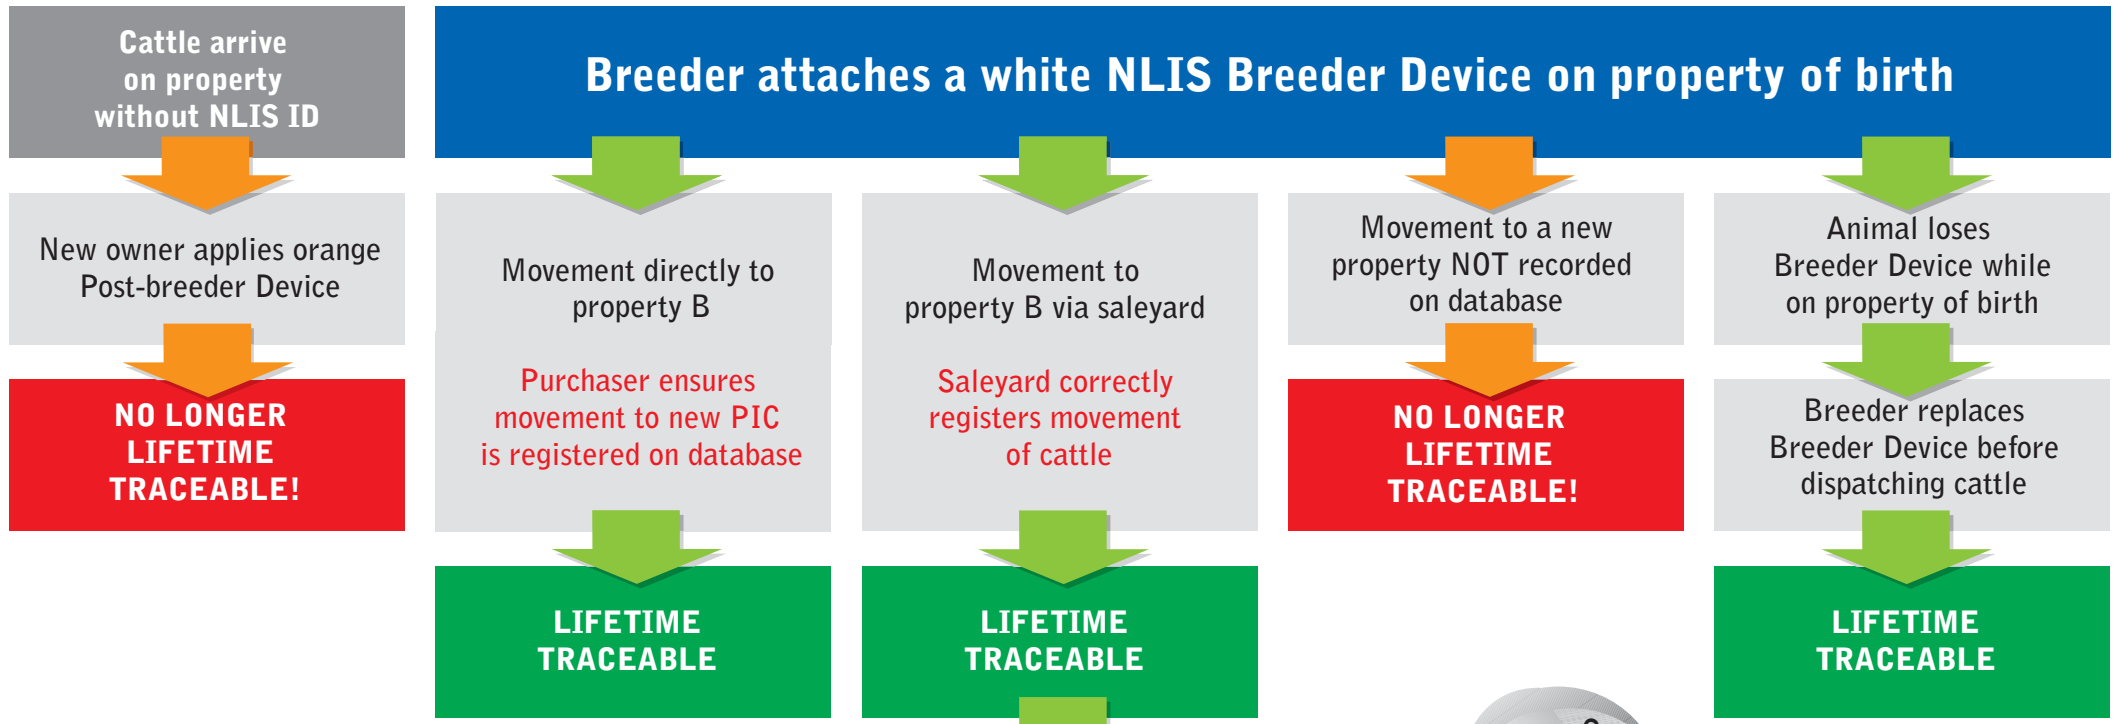 Cattle arrive
on property
without NLIS ID
Breeder attaches a white NLIS Breeder Device on property of birth
New owner applies orange
Post-breeder Device
NO LONGER
LIFETIME
TRACEABLE!
Movement directly to
property B
Purchaser ensures
movement to new PIC
is registered on database
LIFETIME
TRACEABLE
Movement to
property B via saleyard
Saleyard correctly
registers movement
of cattle
LIFETIME
TRACEABLE
Movement to a new
property NOT recorded
on database
NO LONGER
LIFETIME
TRACEABLE!
Animal loses
Breeder Device while
on property of birth
Breeder replaces
Breeder Device before
dispatching cattle
LIFETIME
TRACEABLE